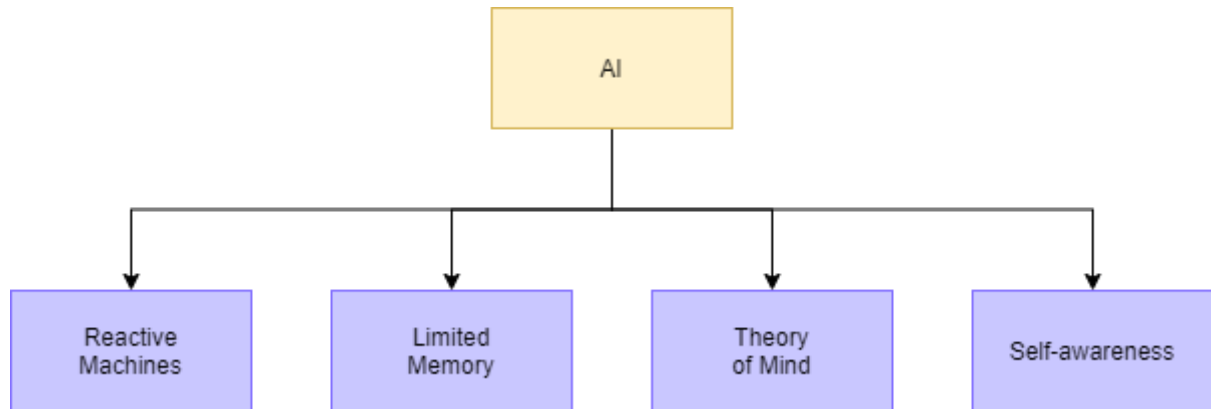 AI
Reactive
Machines
Limited
Memory
Theory
of Mind
Self-awareness